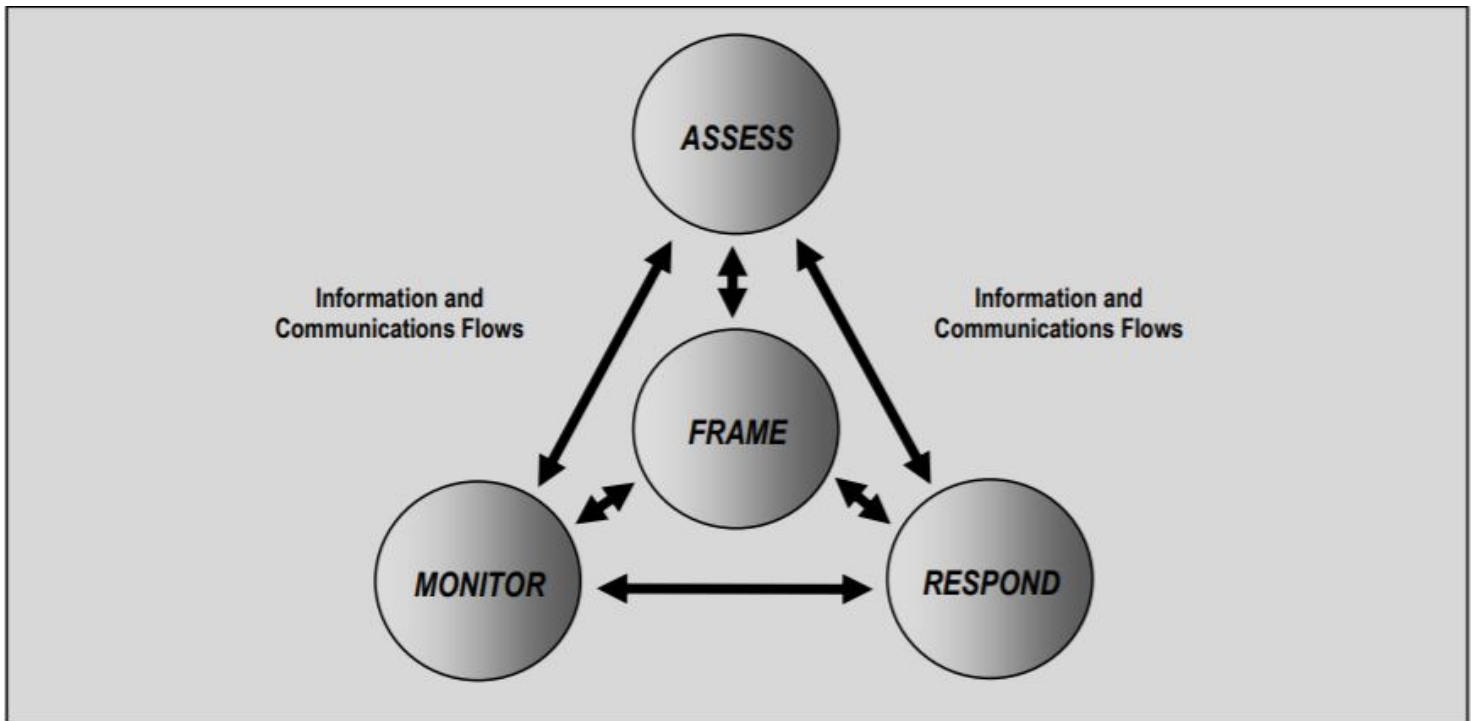 ASSESS
Information and
Communications Flows
Information and
Communications Flows
FRAME
MONITOR
RESPOND